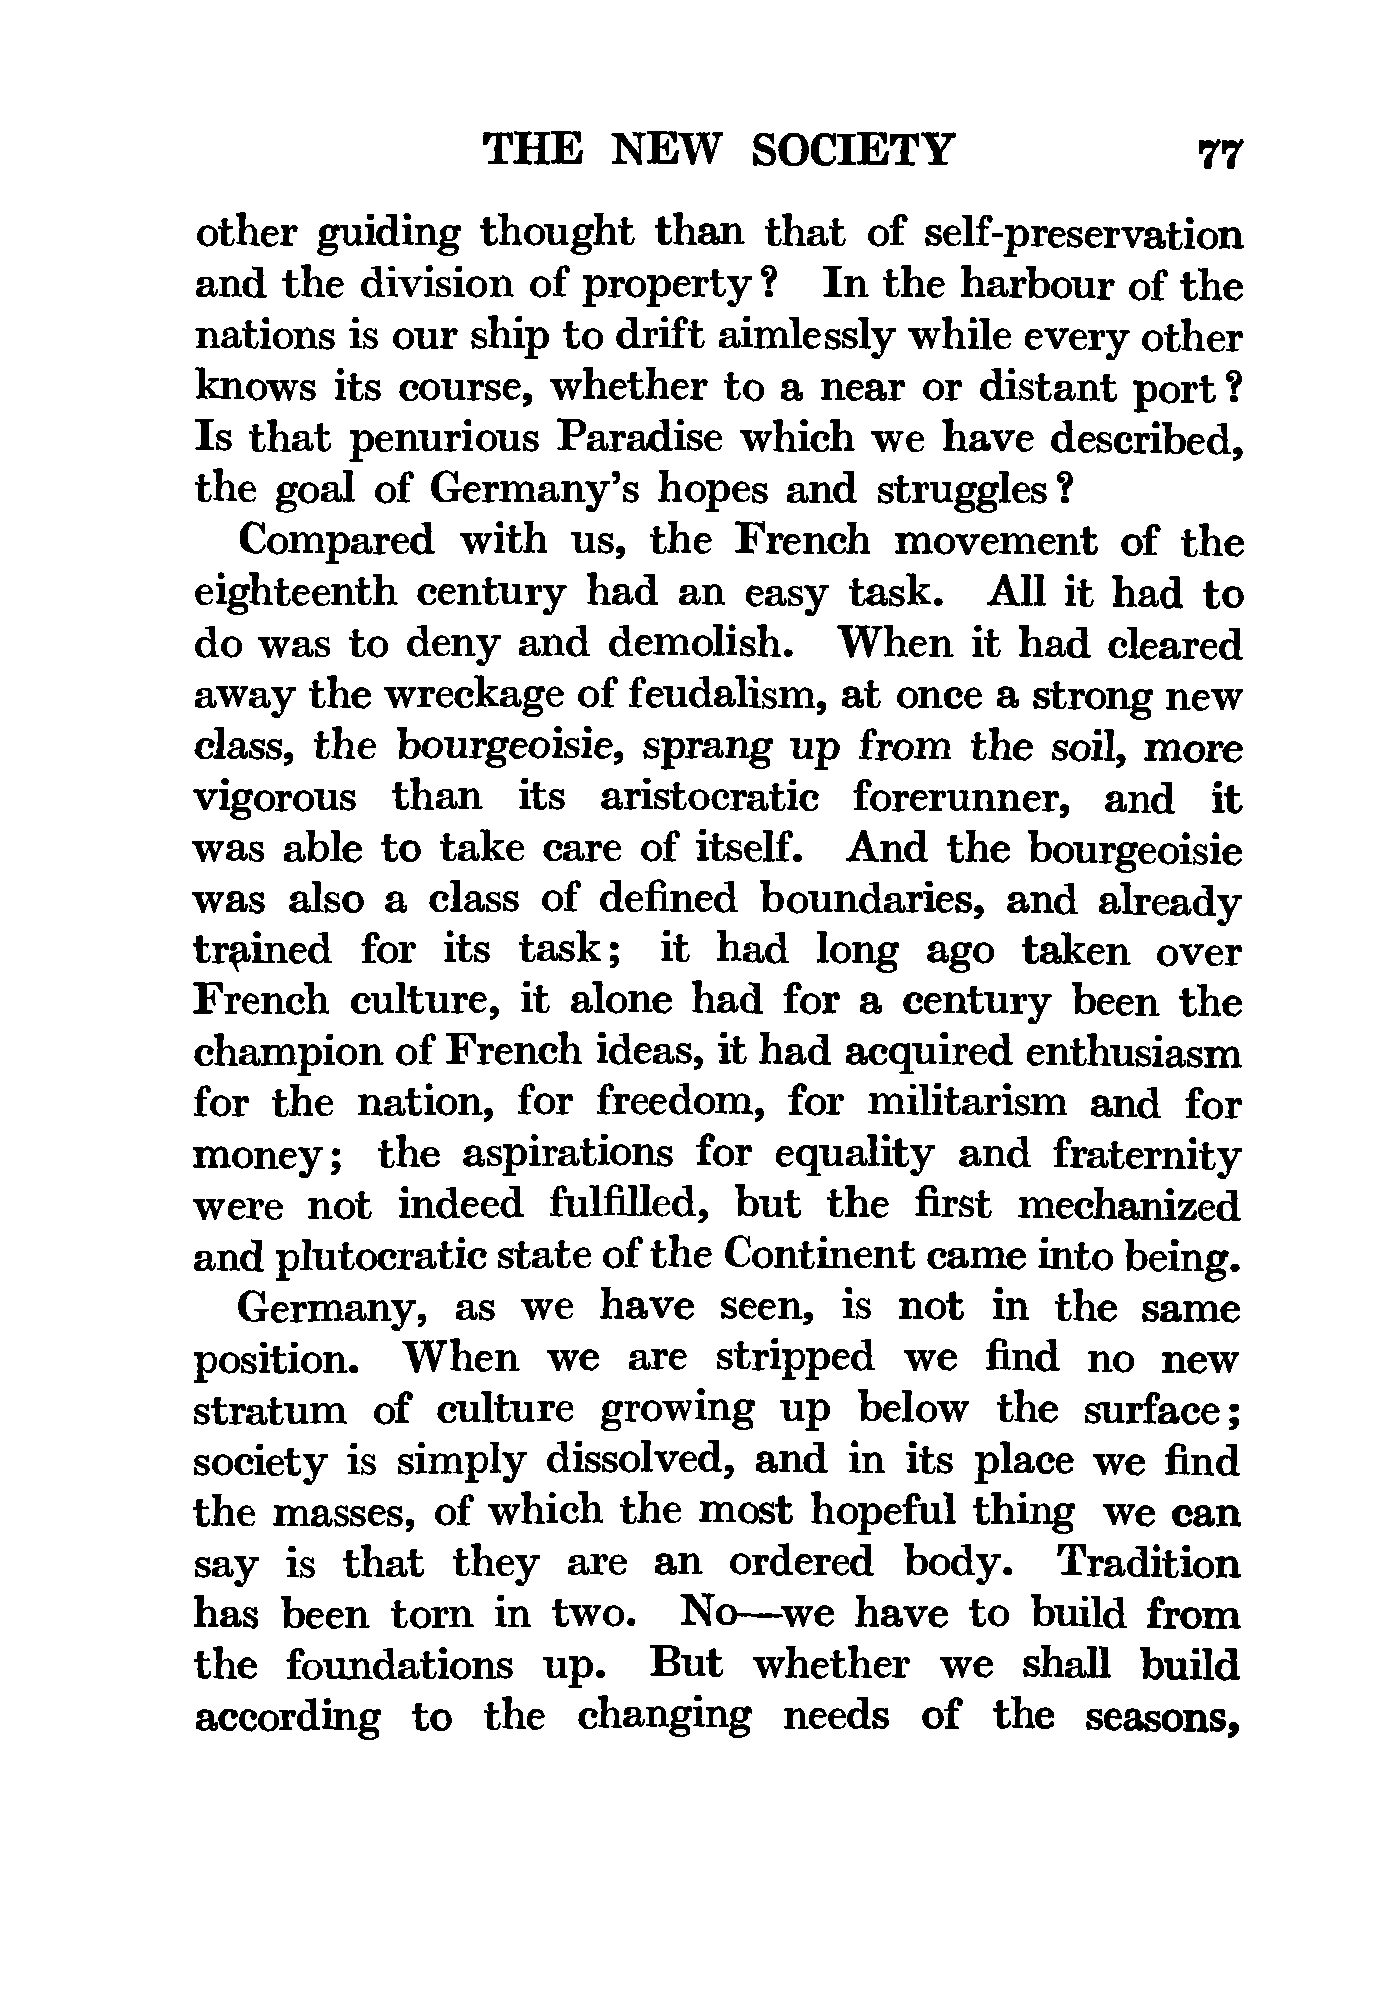 THE NEW SOCIETY 77
other guiding thought than that of self-preservation
and the division of property? In the harbour of the
nations is our ship to drift aimlessly while every other
knows its course, whether to a near or distant port?
Is that penurious Paradise which we have described,
the goal of Germany's hopes and struggles?
Compared with us, the French movement of the
eighteenth century had an easy task. All it had to
do was to deny and demolish. When it had cleared
away the wreckage of feudalism, at once a strong new
class, the bourgeoisie, sprang up from the soil, more
vigorous than its aristocratic forerunner, and it
was able to take care of itself. And the bourgeoisie
was also a class of defined boundaries, and already
trained for its task; it had long ago taken over
French culture, it alone had for a century been the
champion of French ideas, it had acquired enthusiasm
for the nation, for freedom, for militarism and for
money; the aspirations for equality and fraternity
were not indeed fulfilled, but the first mechanized
and plutocratic state of the Continent came into being.
Germany, as we have seen, is not in the same
position. When we are stripped we find no new
stratum of culture growing up below the surface;
society is simply dissolved, and in its place we find
the masses, of which the most hopeful thing we can
say is that they are an ordered body. Tradition
has been torn in two. No—we have to build from
the foundations up. But whether we shall build
according to the changing needs of the seasons,